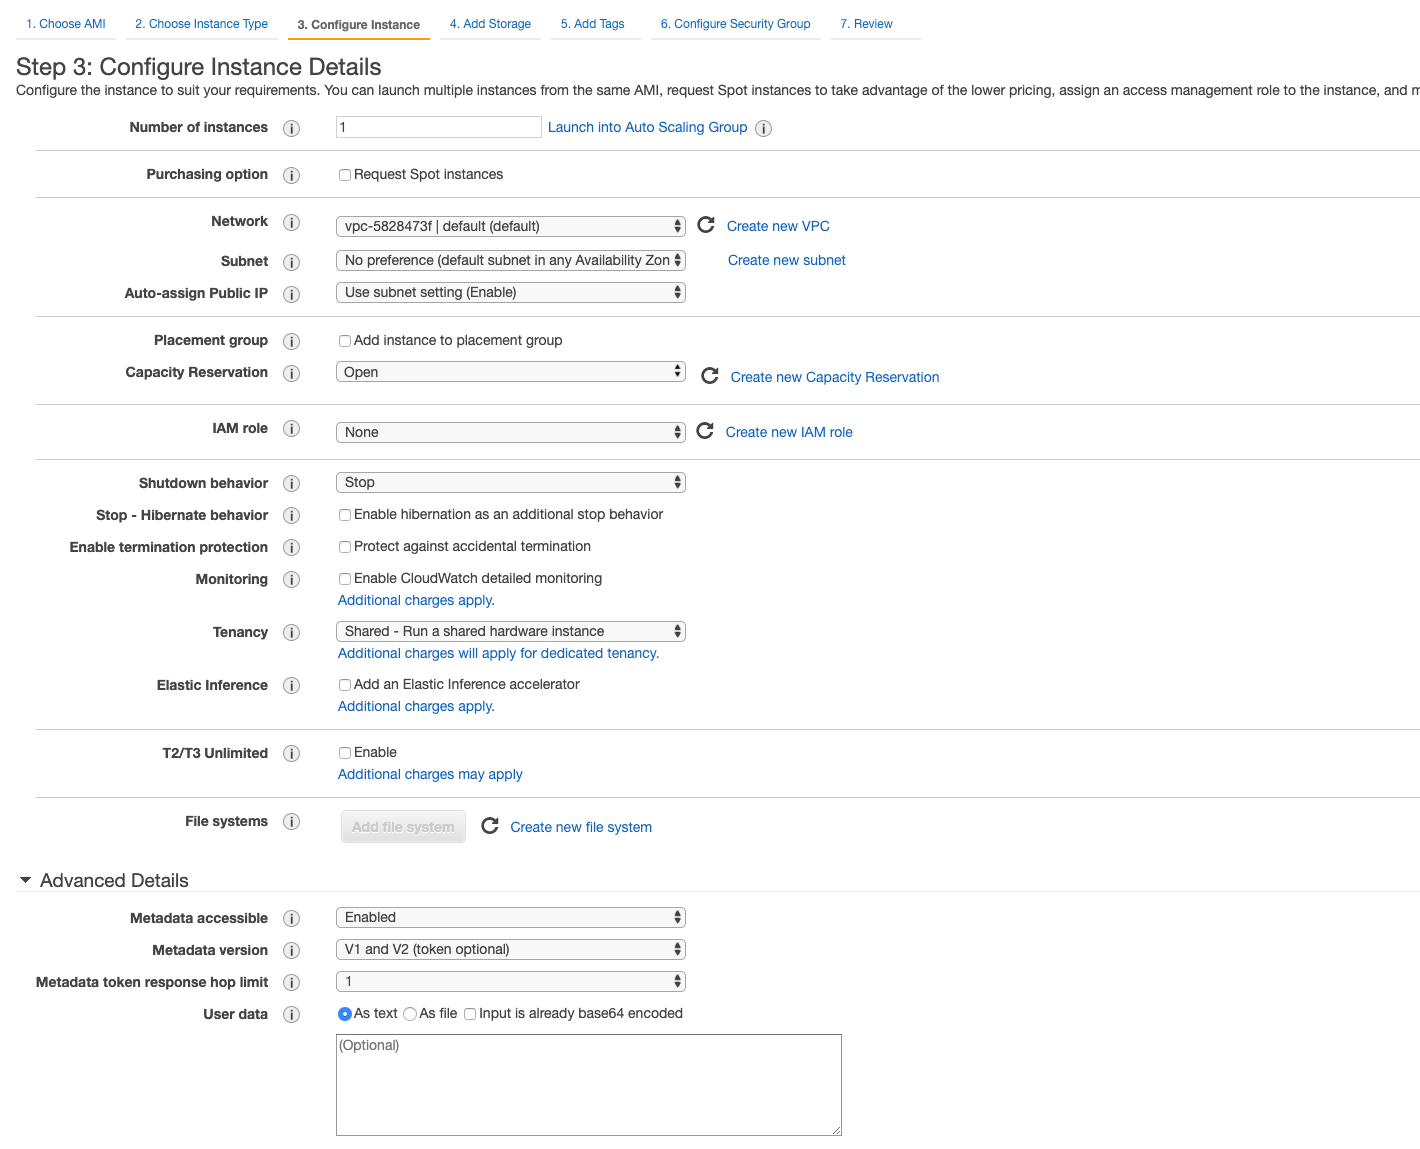 1. Choose AMI 2. Choose Instance Type 3. Configure Instance 4. Add Storage 5. Add Tags 6. Configure Security Group 7. Review
Step 3: Configure Instance Details
Configure the instance to suit your requirements. You can launch multiple instances from the same AMI, request Spot instances to take advantage of the lower pricing, assign an access management role to the instance, and
Number of instances i 1 Launch into Auto Scaling Group i
Purchasing option i Request Spot instances
Network i vpc-5828473f | default (default) Create new VPC
Subnet i No preference (default subnet in any Availability Zon Create new subnet
Auto-assign Public IP i Use subnet setting (Enable)
Placement group i Add instance to placement group
Capacity Reservation i Open Create new Capacity Reservation
IAM role i None Create new IAM role
Shutdown behavior i Stop
Stop - Hibernate behavior i Enable hibernation as an additional stop behavior
Enable termination protection i Protect against accidental termination
Monitoring i Enable CloudWatch detailed monitoring
Additional charges apply.
Tenancy i Shared - Run a shared hardware instance
Additional charges will apply for dedicated tenancy.
Elastic Inference i Add an Elastic Inference accelerator
Additional charges apply.
T2/T3 Unlimited i Enable
Additional charges may apply
File systems i Add file system Create new file system
Advanced Details
Metadata accessible i Enabled
Metadata version i V1 and V2 (token optional)
Metadata token response hop limit i 1
User data i As text As file Input is already base64 encoded
(Optional)